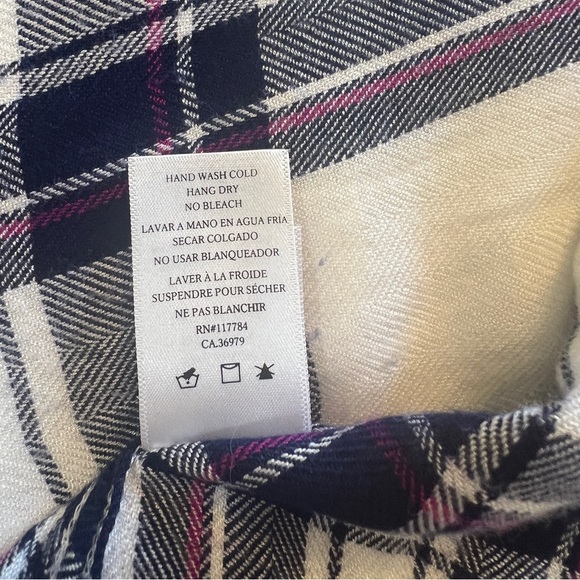 HAND WASH COLD
HANG DRY
NO BLEACH
LAVAR A MANO EN AGUA FRÍA
SECAR COLGADO
NO USAR BLANQUEADOR
LAVER À LA FROIDE
SUSPENDRE POUR SÉCHER
NE PAS BLANCHIR
RN#117784
CA.36979